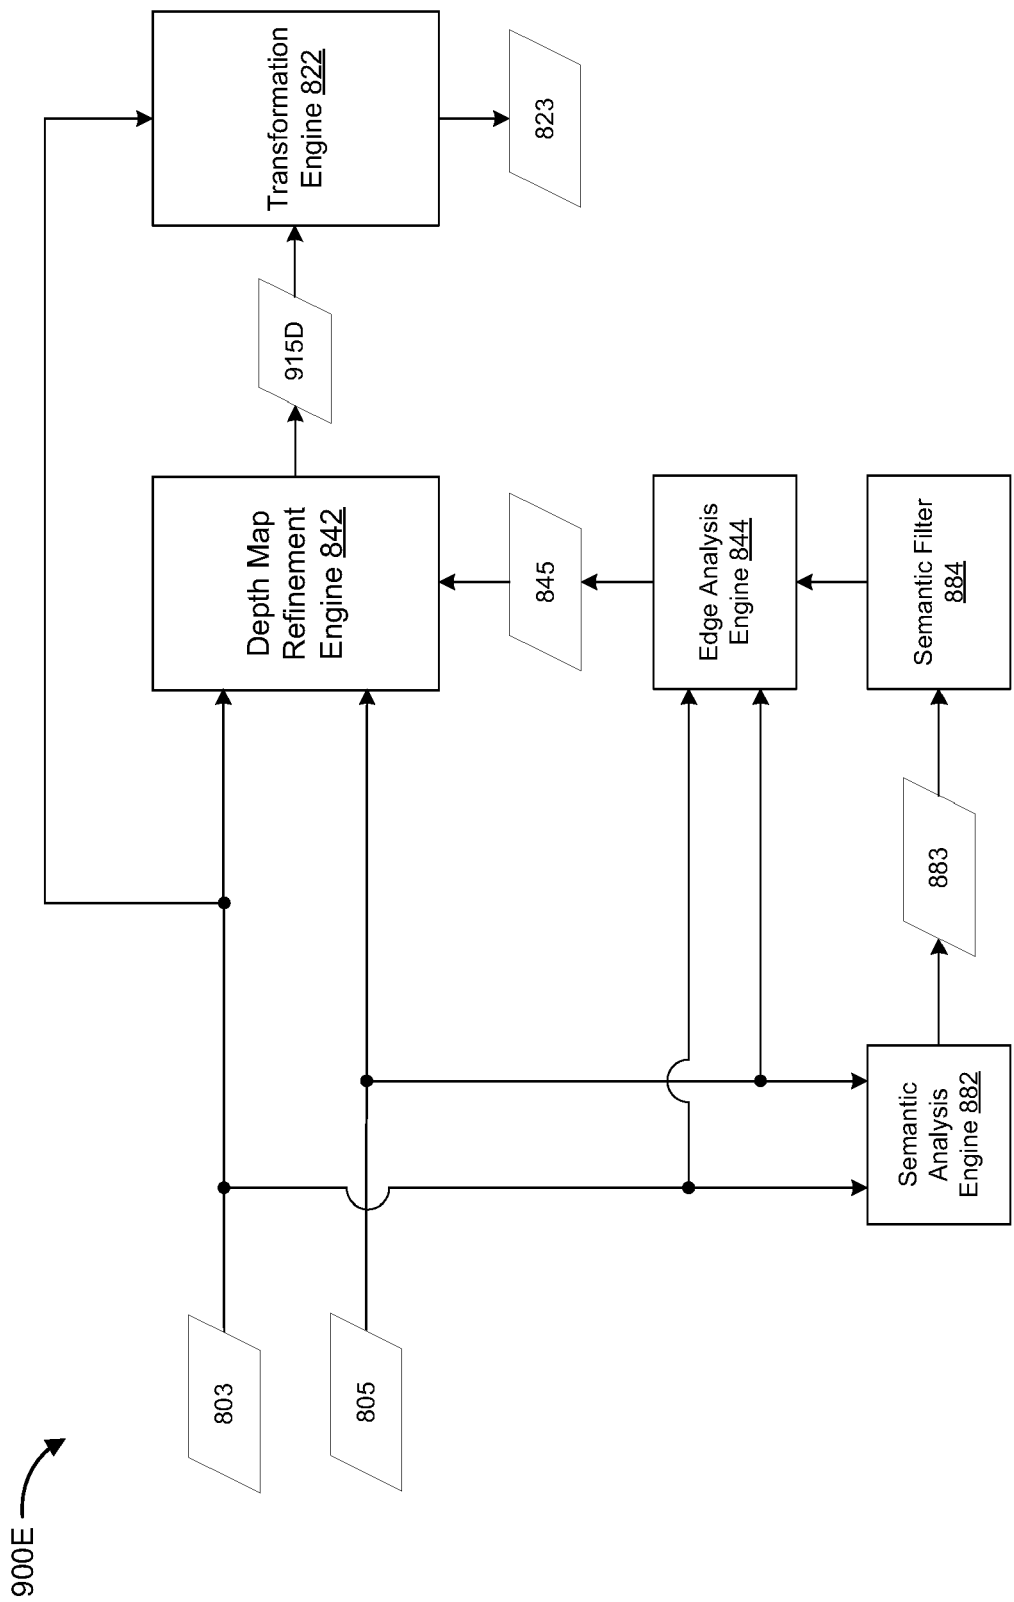 Transformation
Engine 822
823
915D
Depth Map
Refinement
Engine 842
845
Edge Analysis
Engine 844
Semantic Filter
884
883
Semantic
Analysis
Engine 882
803
805
900E